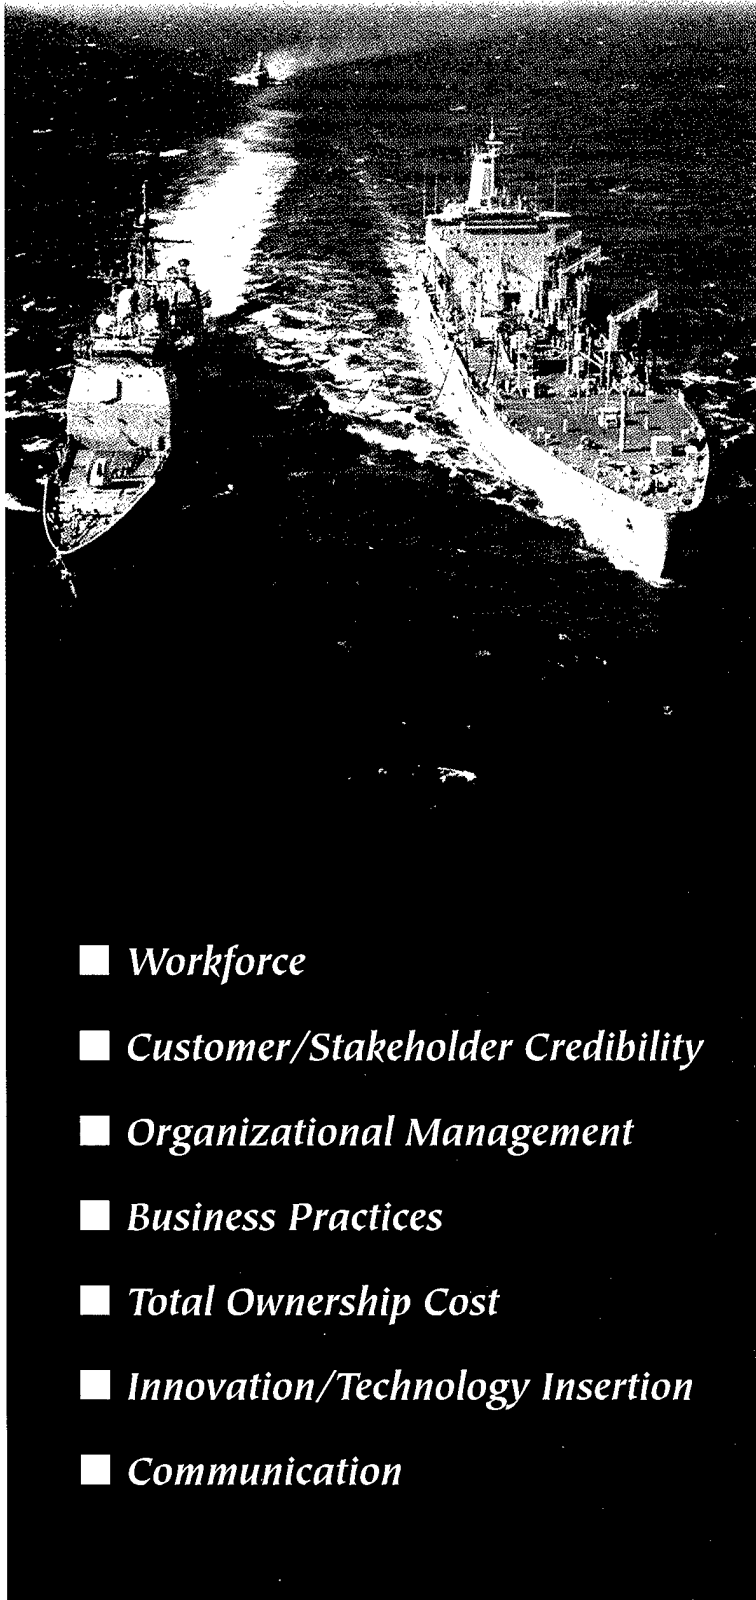 Workforce
Customer/Stakeholder Credibility
Organizational Management
Business Practices
Total Ownership Cost
Innovation/Technology Insertion
Communication